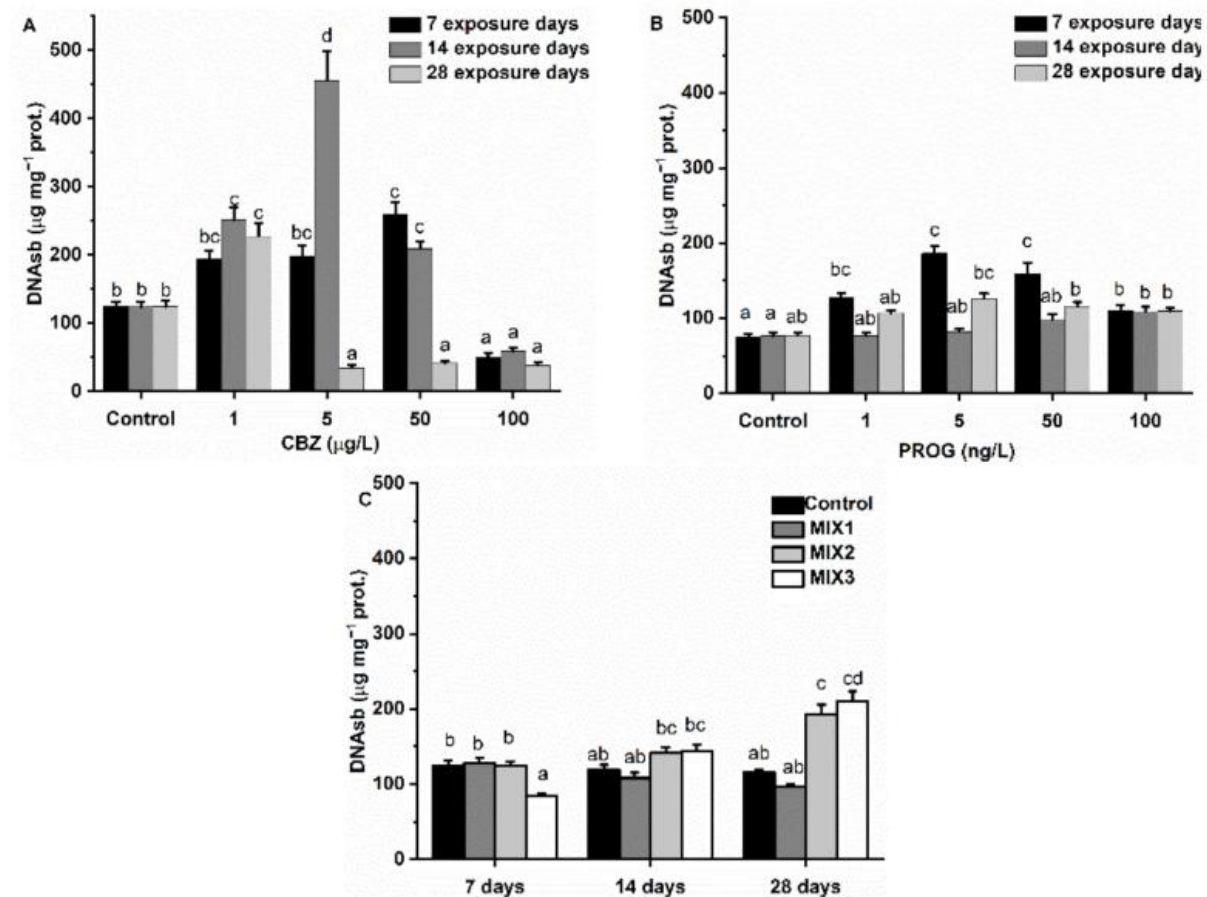 A
7 exposure days
14 exposure days
28 exposure days
DNAsb (µg mg⁻¹ prot.)
500
400
300
200
100
0
b b b
bc c c
bc d a
c c a
a a a
Control 1 5 50 100
CBZ (µg/L)
B
7 exposure days
14 exposure day
28 exposure day
DNAsb (µg mg⁻¹ prot.)
500
400
300
200
100
0
a a ab
bc ab ab
c ab bc
c ab b
b b b
Control 1 5 50 100
PROG (ng/L)
C
Control
MIX1
MIX2
MIX3
DNAsb (µg mg⁻¹ prot.)
500
400
300
200
100
0
b b b a
ab ab bc bc
ab ab c cd
7 days 14 days 28 days